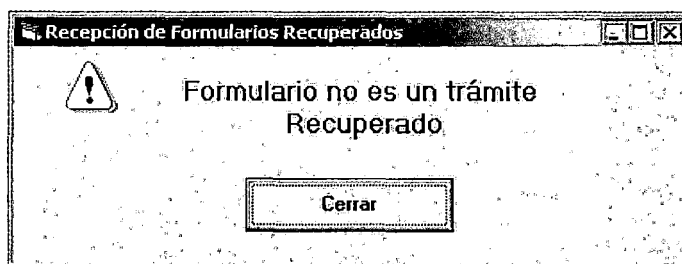 Recepción de Formularios Recuperados
Formulario no es un trámite
Recuperado
Cerrar